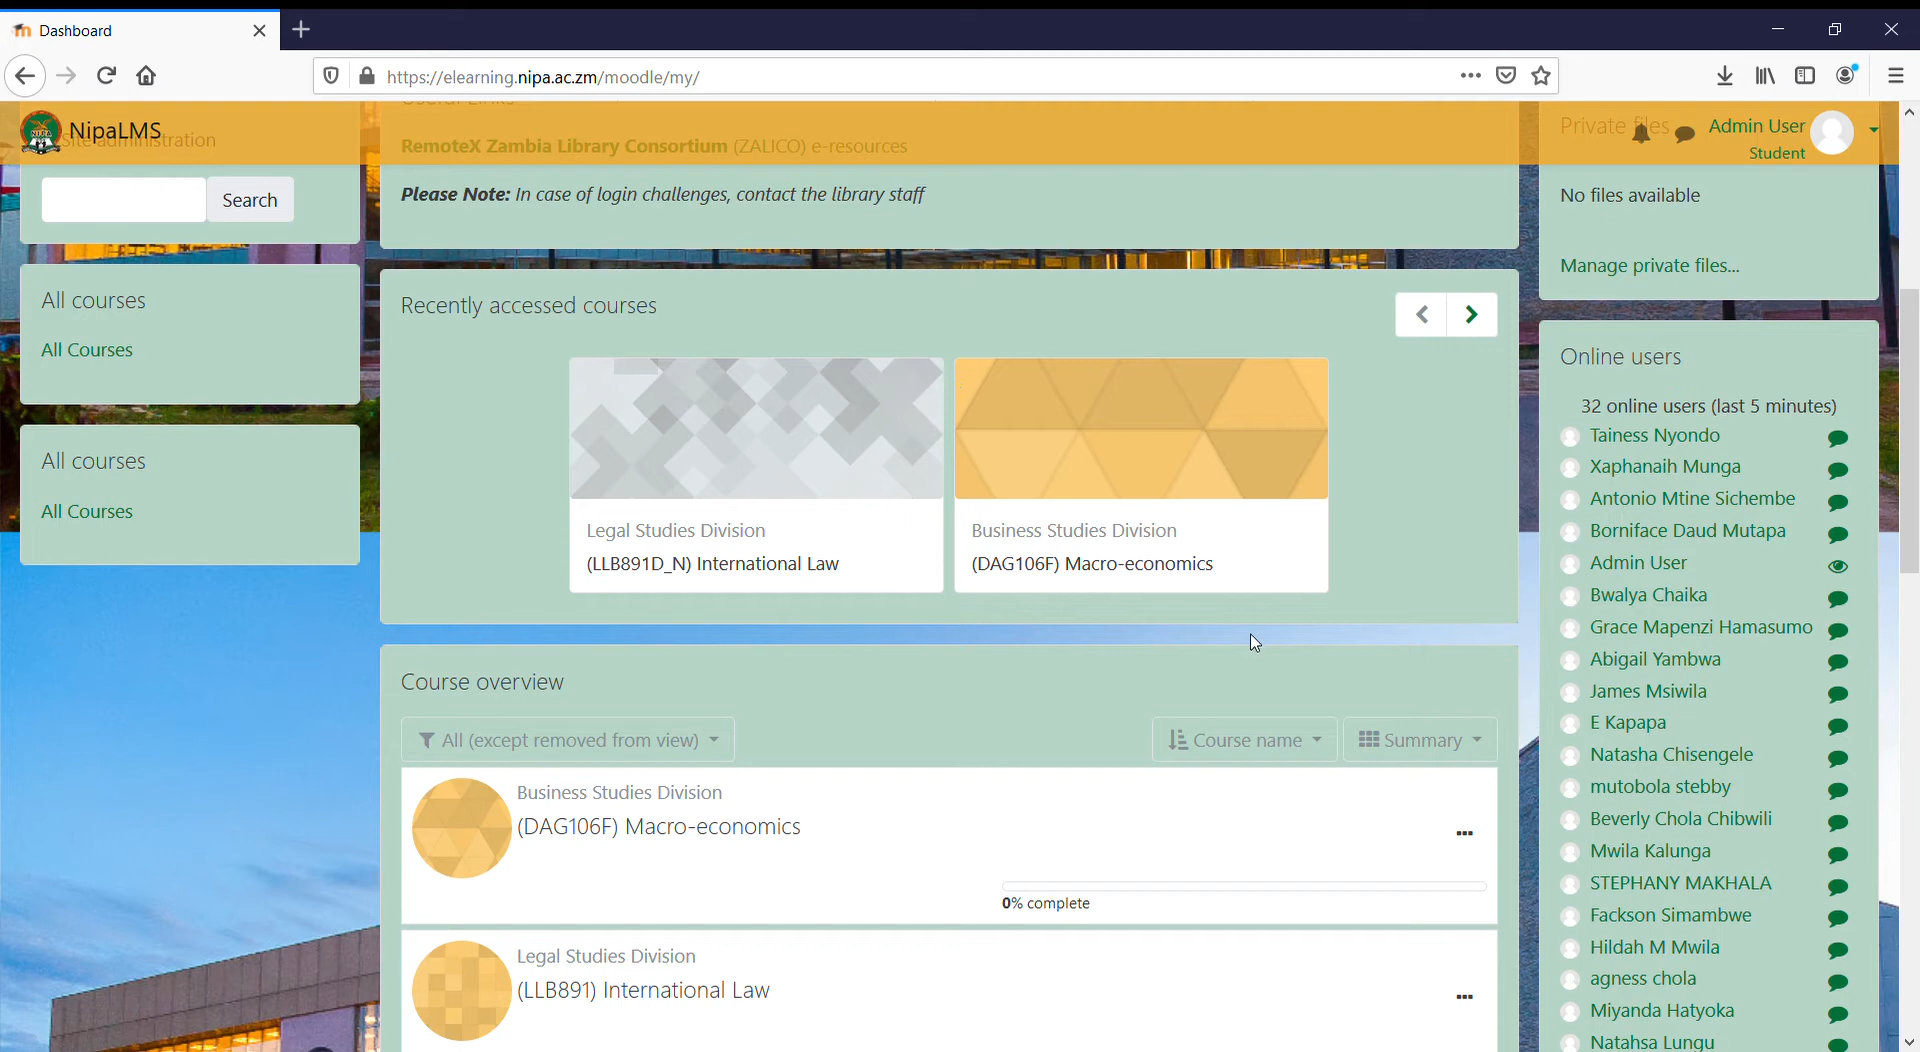 Dashboard
https://elearning.nipa.ac.zm/moodle/my/
NipaLMS
Site administration
Search
All courses
All Courses
All courses
All Courses
Useful Links
RemoteX Zambia Library Consortium (ZALICO) e-resources
Please Note: In case of login challenges, contact the library staff
Recently accessed courses
Legal Studies Division
(LLB891D_N) International Law
Business Studies Division
(DAG106F) Macro-economics
Course overview
All (except removed from view)
Course name
Summary
Business Studies Division
(DAG106F) Macro-economics
0% complete
Legal Studies Division
(LLB891) International Law
Private files
Admin User
Student
No files available
Manage private files...
Online users
32 online users (last 5 minutes)
Tainess Nyondo
Xaphanaih Munga
Antonio Mtine Sichembe
Borniface Daud Mutapa
Admin User
Bwalya Chaika
Grace Mapenzi Hamasumo
Abigail Yambwa
James Msiwila
E Kapapa
Natasha Chisengele
mutobola stebby
Beverly Chola Chibwili
Mwila Kalunga
STEPHANY MAKHALA
Fackson Simambwe
Hildah M Mwila
agness chola
Miyanda Hatyoka
Natahsa Lungu